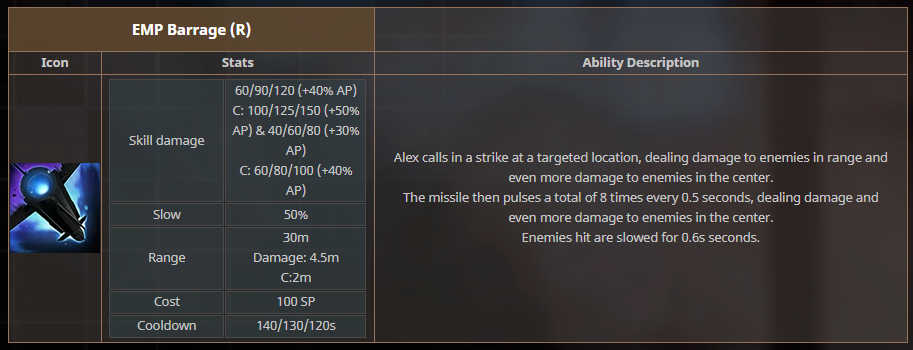 EMP Barrage (R)
Icon
Stats
Ability Description
Skill damage
60/90/120 (+40% AP)
C: 100/125/150 (+50%
AP) & 40/60/80 (+30%
AP)
C: 60/80/100 (+40%
AP)
Slow
50%
Range
30m
Damage: 4.5m
C:2m
Cost
100 SP
Cooldown
140/130/120s
Alex calls in a strike at a targeted location, dealing damage to enemies in range and
even more damage to enemies in the center.
The missile then pulses a total of 8 times every 0.5 seconds, dealing damage and
even more damage to enemies in the center.
Enemies hit are slowed for 0.6s seconds.